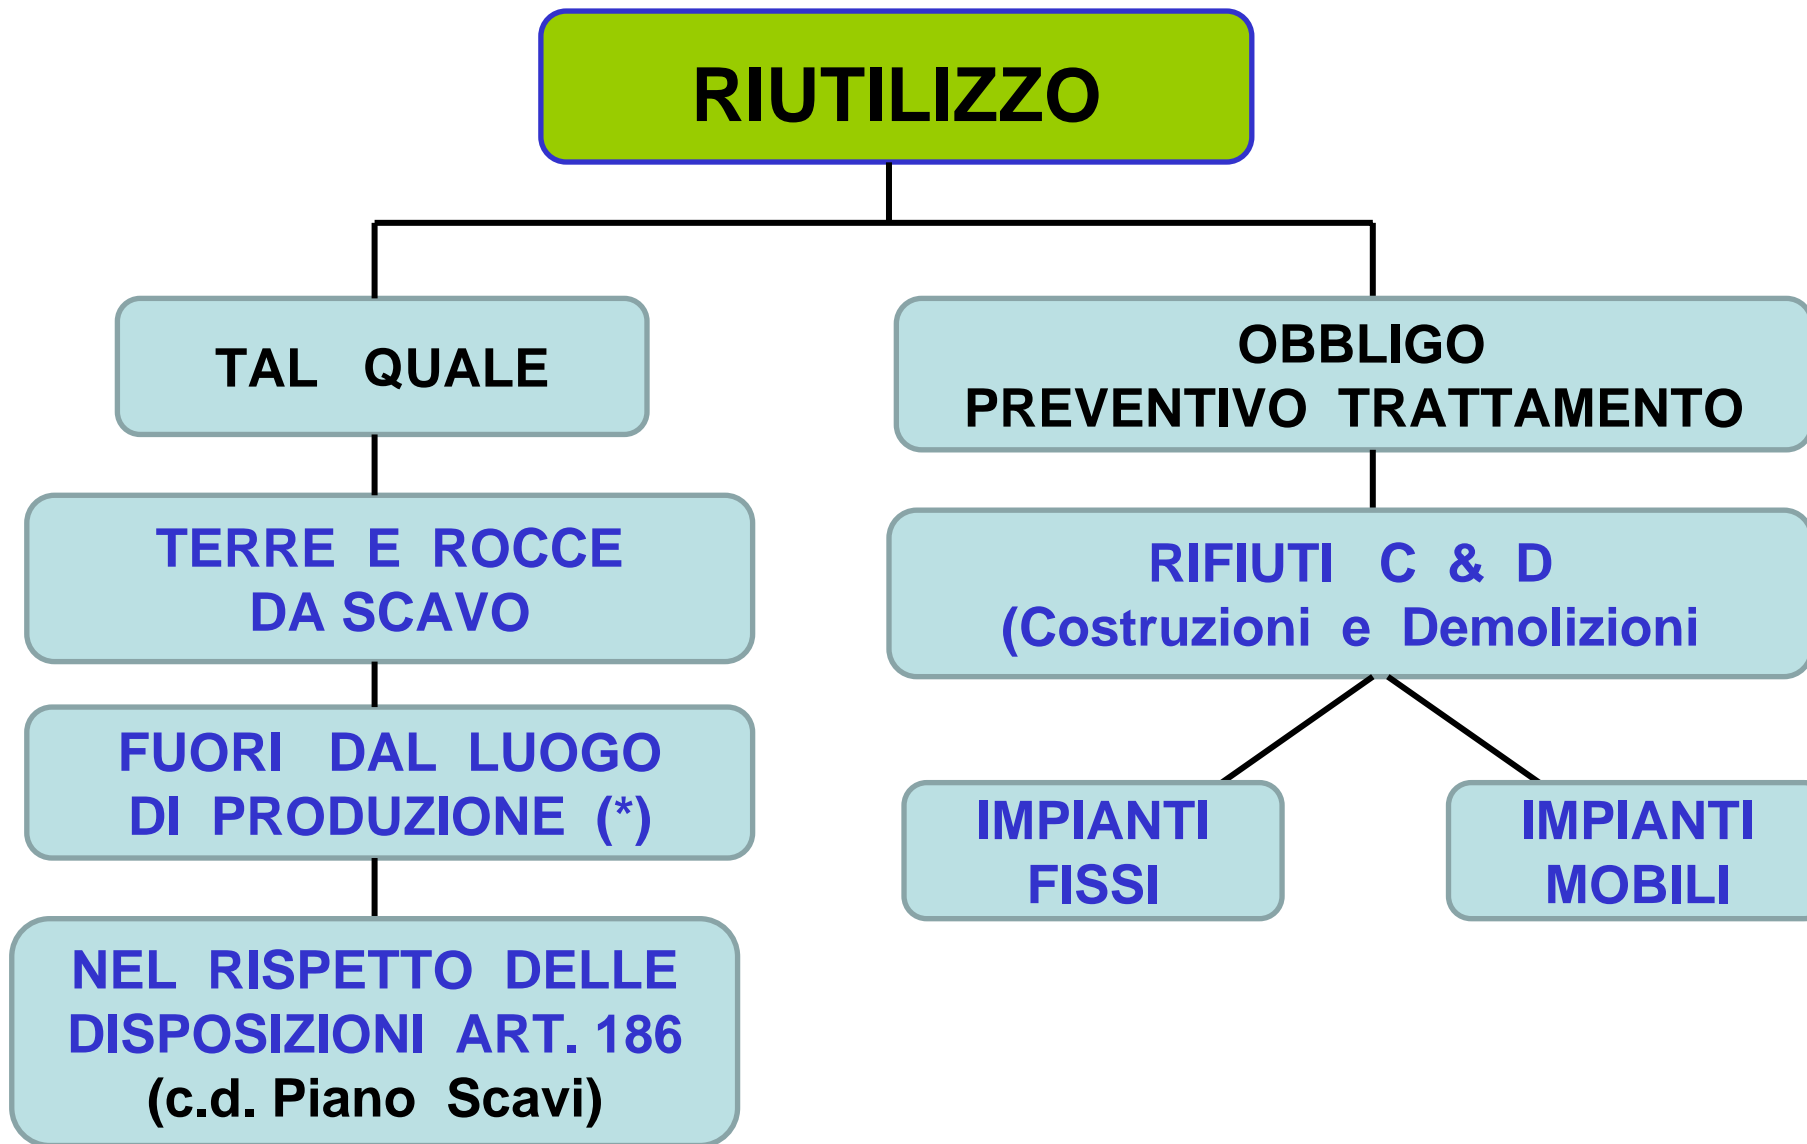 RIUTILIZZO
TAL QUALE
TERRE E ROCCE
DA SCAVO
FUORI DAL LUOGO
DI PRODUZIONE (*)
NEL RISPETTO DELLE
DISPOSIZIONI ART. 186
(c.d. Piano Scavi)
OBBLIGO
PREVENTIVO TRATTAMENTO
RIFIUTI C & D
(Costruzioni e Demolizioni
IMPIANTI
FISSI
IMPIANTI
MOBILI